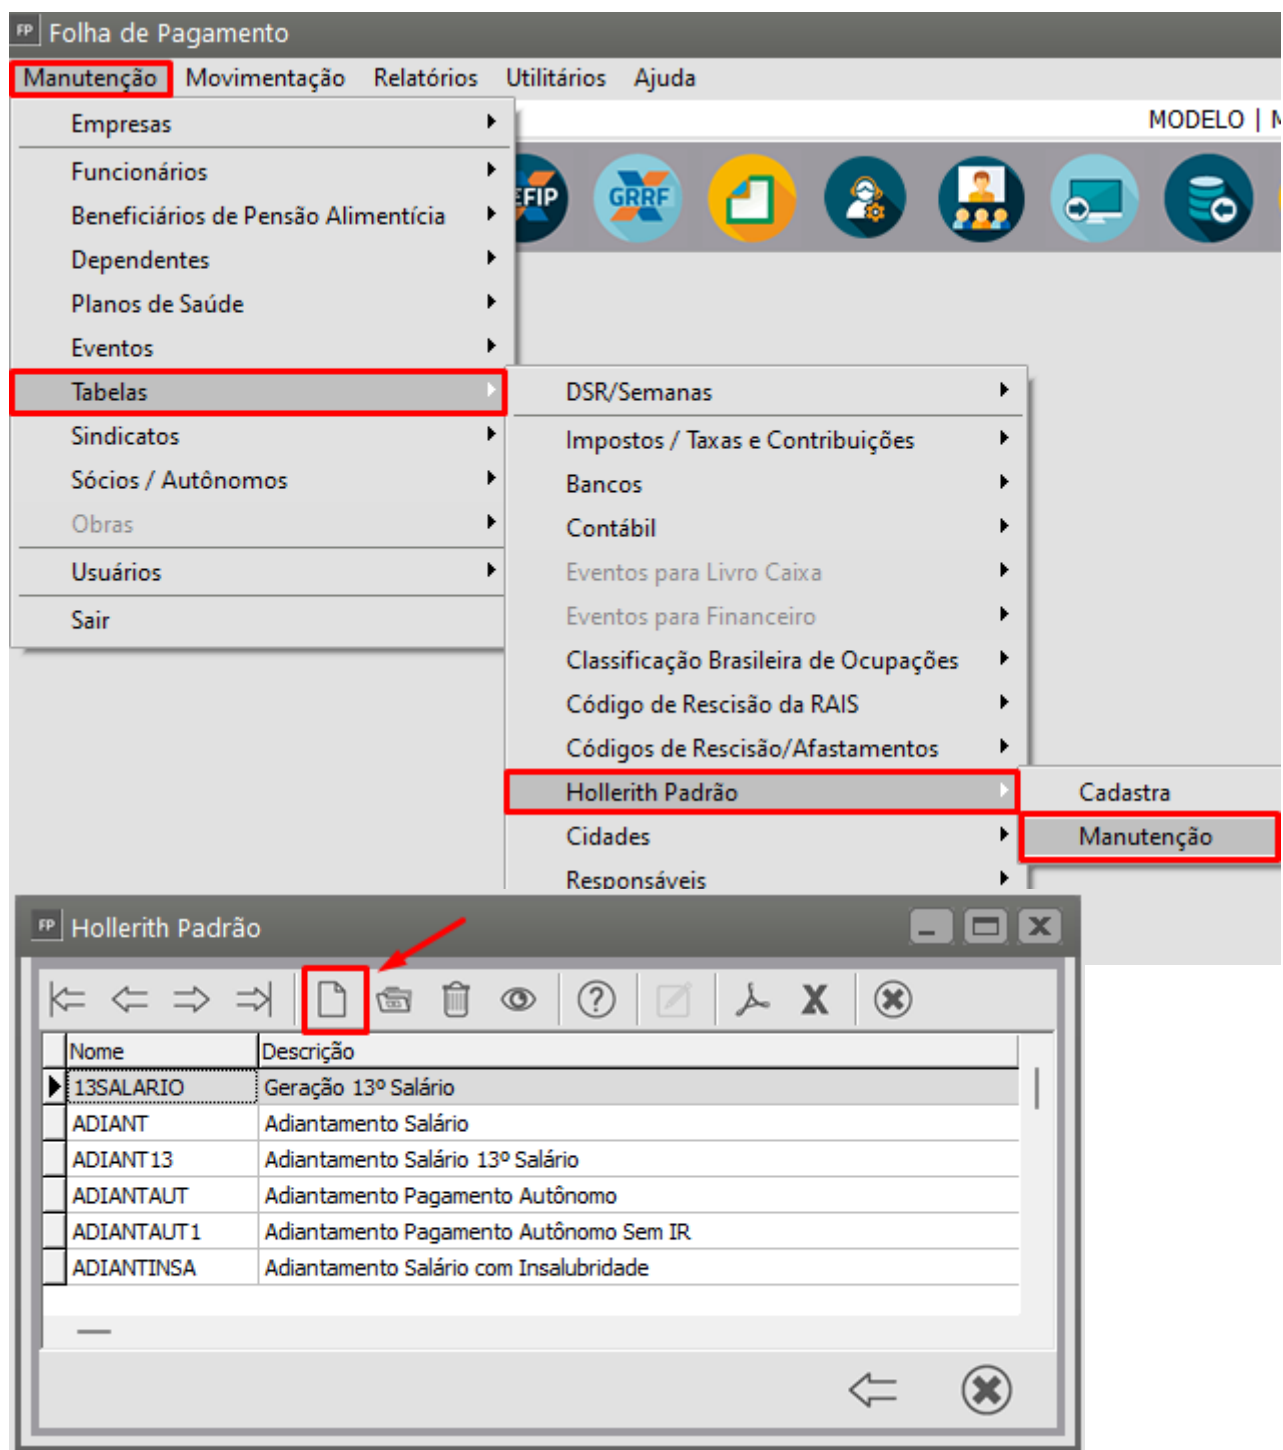 FP Folha de Pagamento
Manutenção Movimentação Relatórios Utilitários Ajuda
MODELO |
Empresas
Funcionários
Beneficiários de Pensão Alimentícia
Dependentes
Planos de Saúde
Eventos
Tabelas
Sindicatos
Sócios / Autônomos
Obras
Usuários
Sair
GRRF
DSR/Semanas
Impostos / Taxas e Contribuições
Bancos
Contábil
Eventos para Livro Caixa
Eventos para Financeiro
Classificação Brasileira de Ocupações
Código de Rescisão da RAIS
Códigos de Rescisão/Afastamentos
Hollerith Padrão
Cidades
Responsáveis
Cadastra
Manutenção
FP Hollerith Padrão
Nome Descrição
13SALARIO Geração 13º Salário
ADIANT Adiantamento Salário
ADIANT13 Adiantamento Salário 13º Salário
ADIANTAUT Adiantamento Pagamento Autônomo
ADIANTAUT1 Adiantamento Pagamento Autônomo Sem IR
ADIANTINSA Adiantamento Salário com Insalubridade